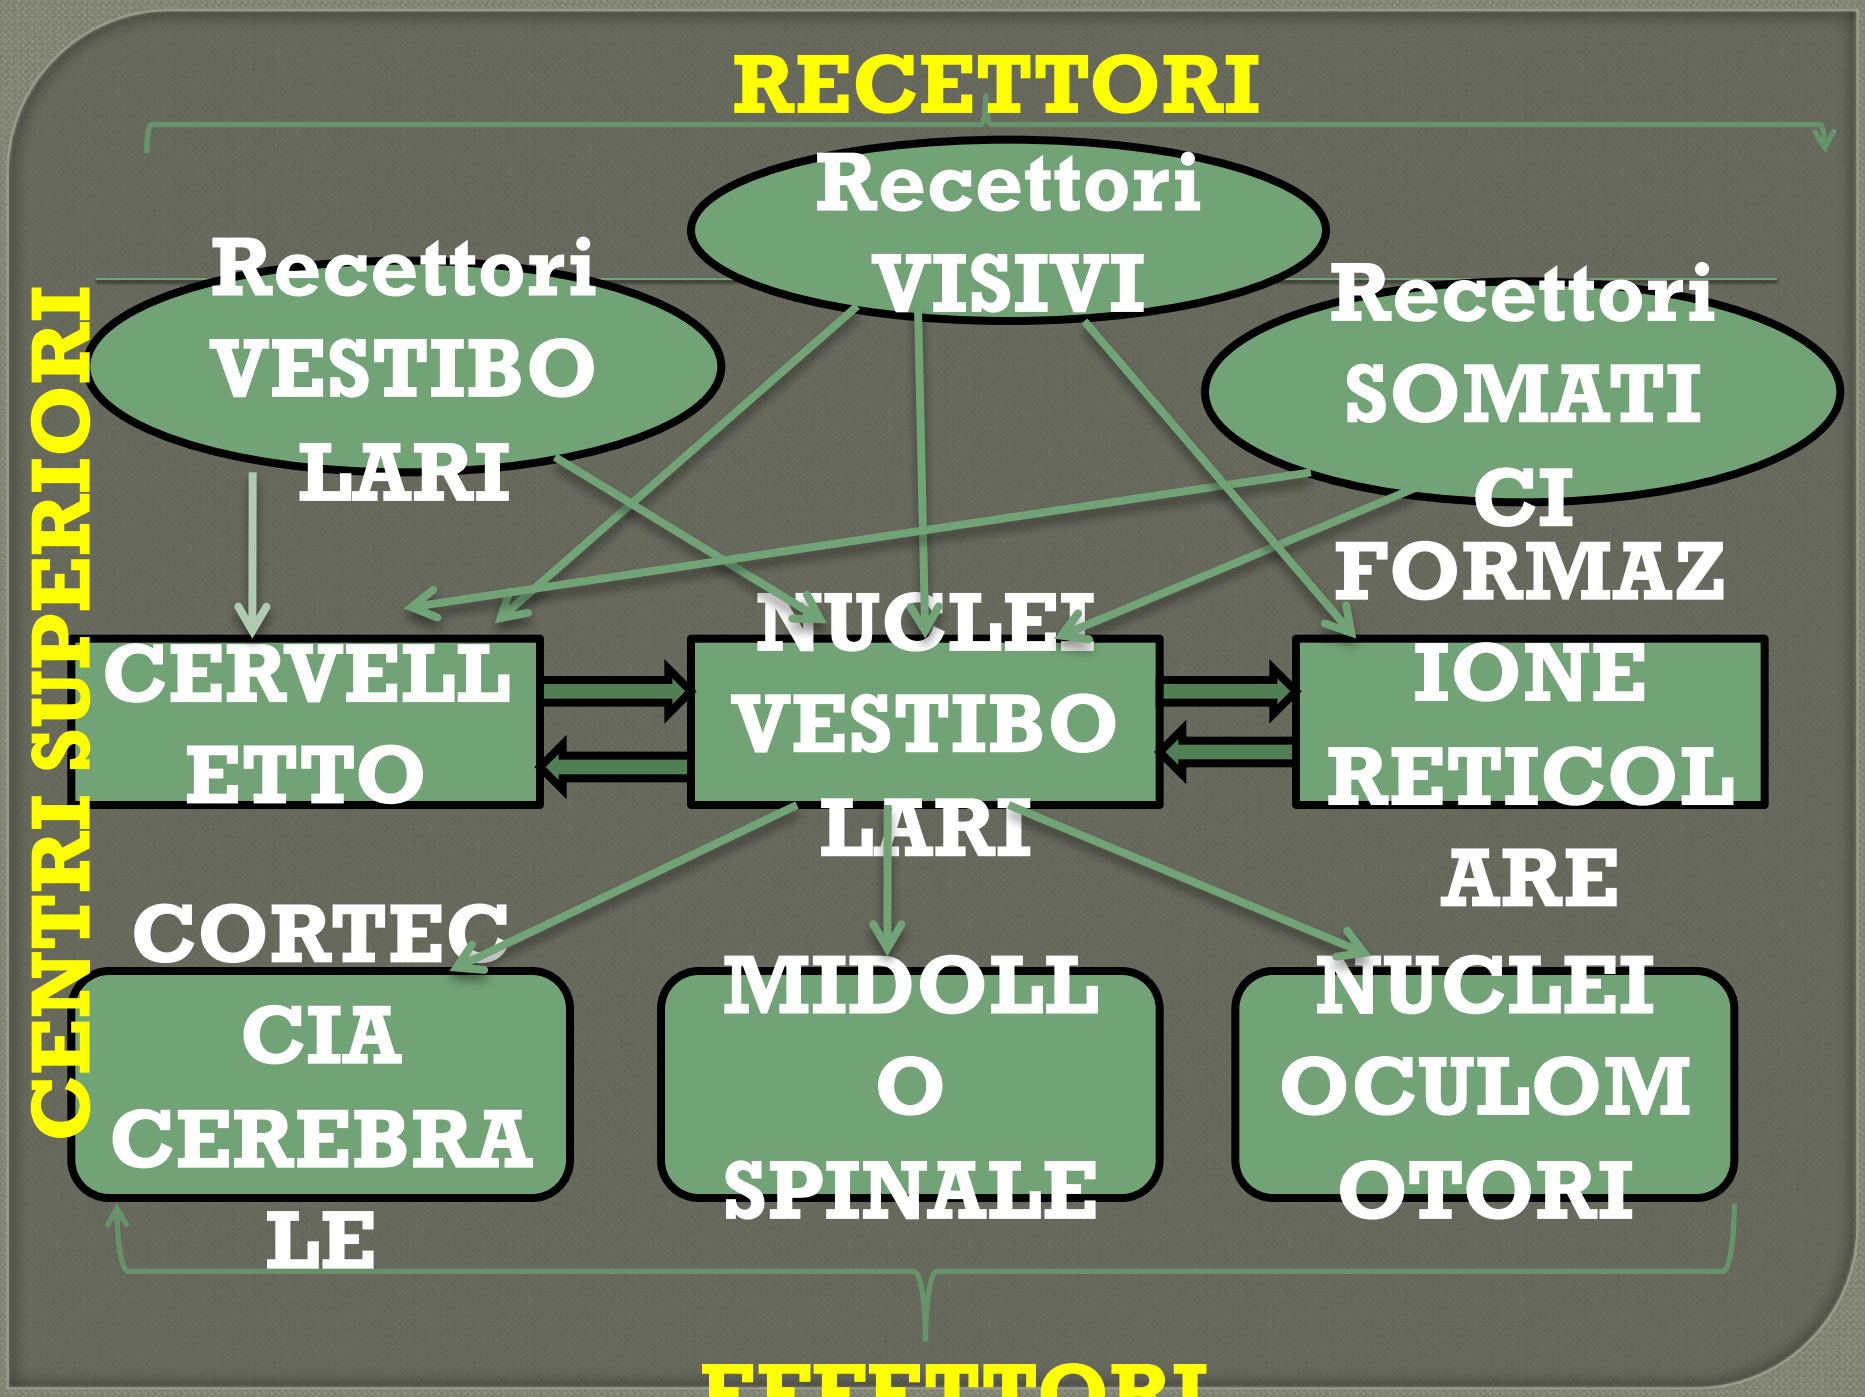 RECETTORI
Recettori
VISIVI
Recettori
VESTIBO
LARI
Recettori
SOMATI
CI
CENTRI SUPERIORI
CERVELL
ETTO
NUCLEI
VESTIBO
LARI
FORMAZ
IONE
RETICOL
ARE
CORTEC
CIA
CEREBRA
LE
MIDOLL
O
SPINALE
NUCLEI
OCULOM
OTORI
EFFETTORI